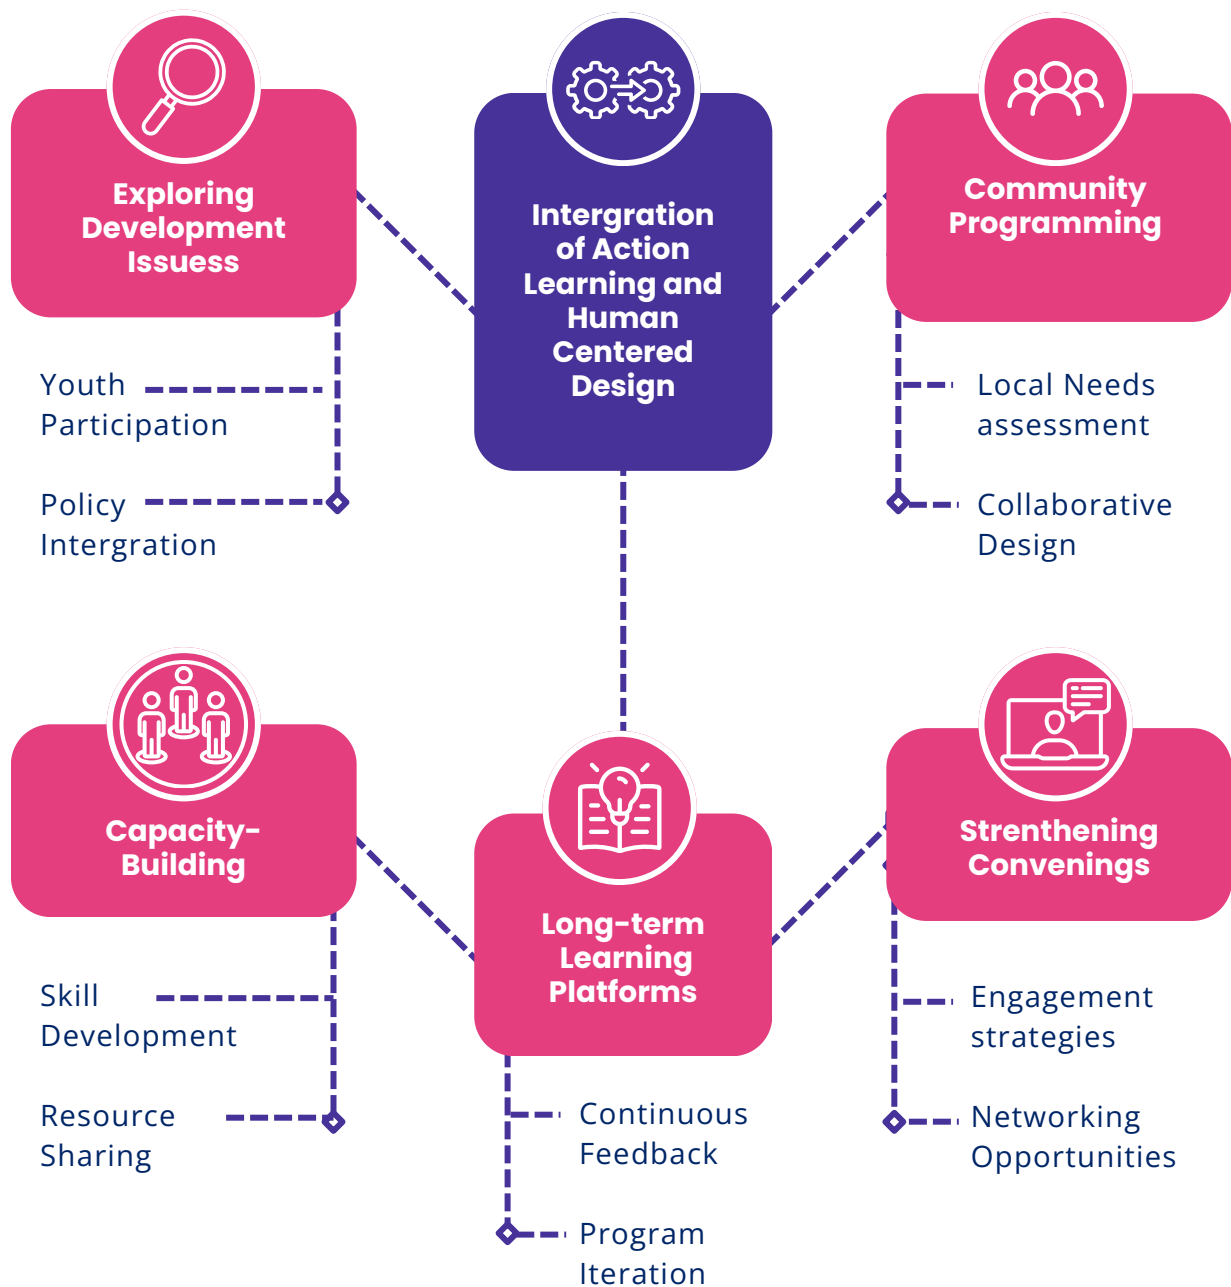 Exploring
Development
Issuess
Youth
Participation
Policy
Intergration
Intergration
of Action
Learning and
Human
Centered
Design
Community
Programming
Local Needs
assessment
Collaborative
Design
Capacity-
Building
Skill
Development
Resource
Sharing
Long-term
Learning
Platforms
Continuous
Feedback
Program
Iteration
Strenthening
Convenings
Engagement
strategies
Networking
Opportunities